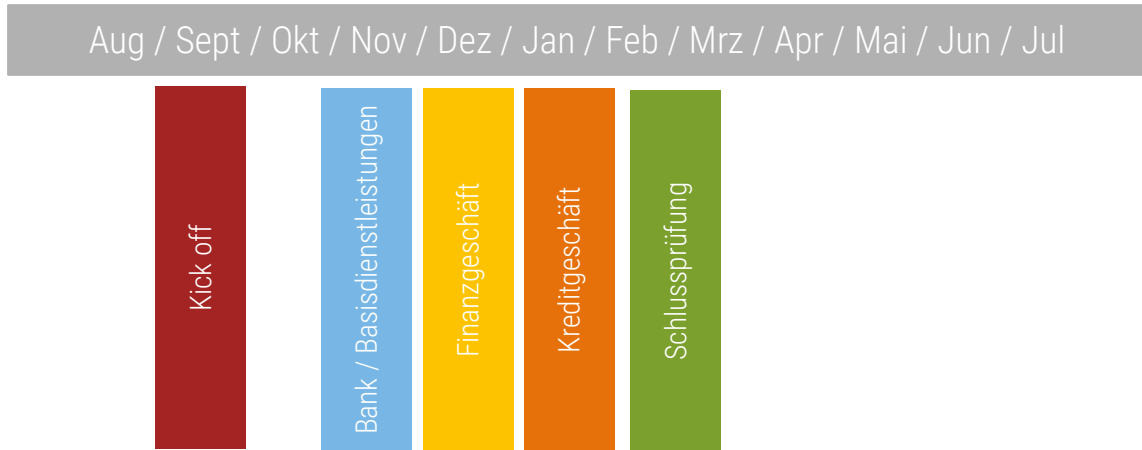 Aug / Sept / Okt / Nov / Dez / Jan / Feb / Mrz / Apr / Mai / Jun / Jul
Kick off
Bank / Basisdienstleistungen
Finanzgeschäft
Kreditgeschäft
Schlussprüfung